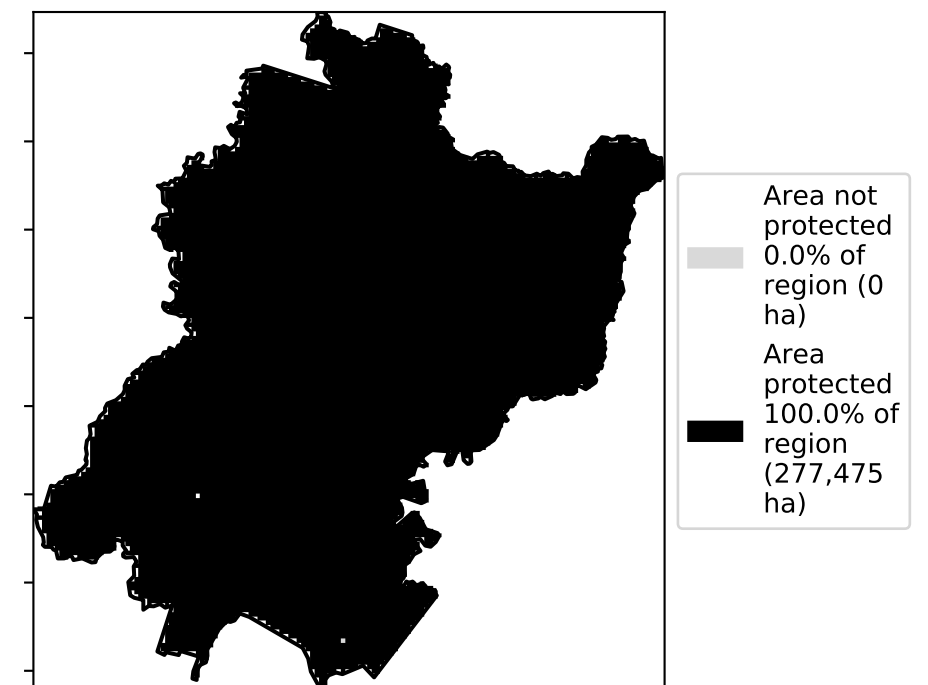 Area not
protected
0.0% of
region (0
ha)
Area
protected
100.0% of
region
(277,475
ha)